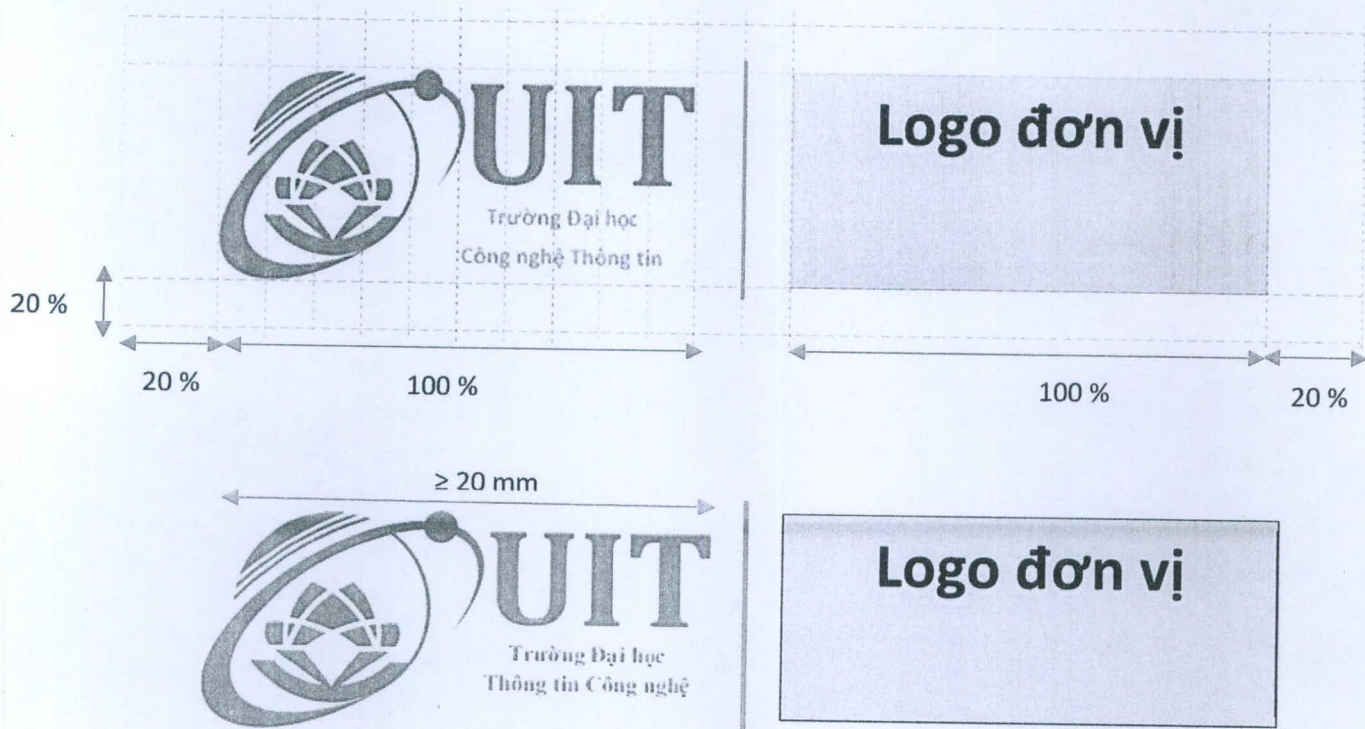 UIT
Trường Đại học
Công nghệ Thông tin
Logo đơn vị
20 %
20 %
100 %
100 %
20 %
≥ 20 mm
UIT
Trường Đại học
Thông tin Công nghệ
Logo đơn vị